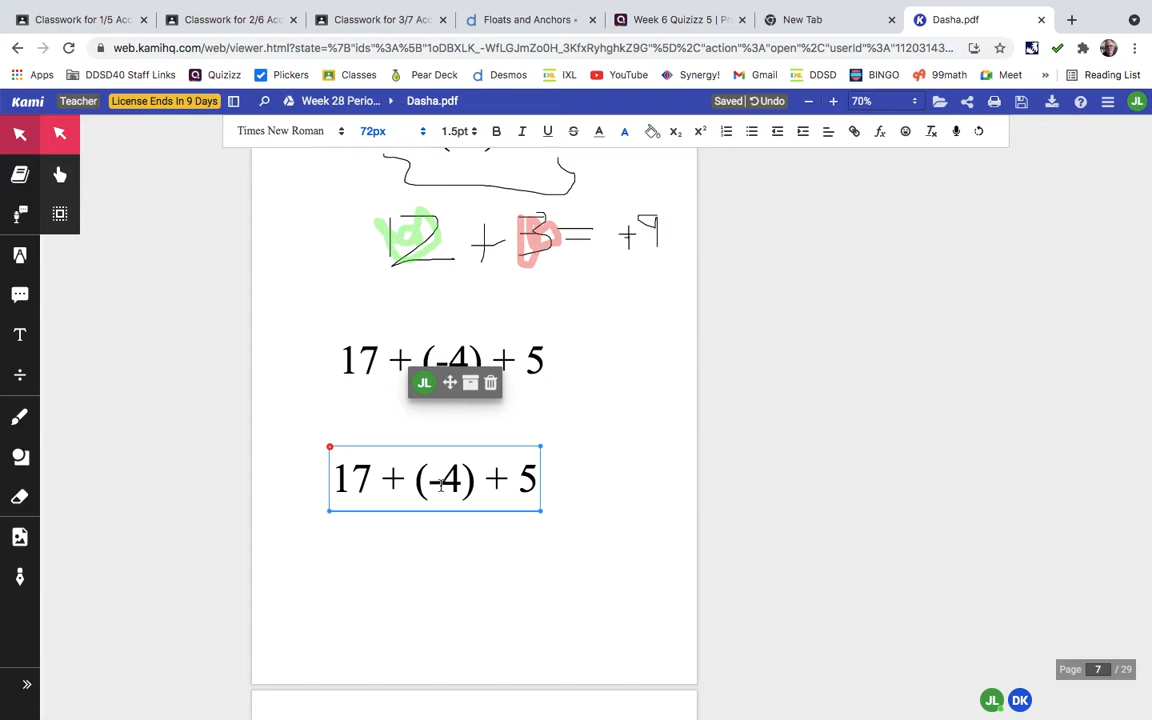 Classwork for 1/5 Acc
Classwork for 2/6 Acc
Classwork for 3/7 Acc
Floats and Anchors •
Week 6 Quizizz 5 | P
New Tab
Dasha.pdf
web.kamihq.com/web/viewer.html?state=%7B"ids"%3A%5B"1oDBXLK_-WfLGJmZo0H_3KfxRyhghkZ9G"%5D%2C"action"%3A"open"%2C"userId"%3A"11203143...
Apps
DDSD40 Staff Links
Quizizz
Plickers
Classes
Pear Deck
Desmos
IXL
YouTube
Synergy!
Gmail
DDSD
BINGO
99math
Meet
»
Reading List
Kami
Teacher
License Ends In 9 Days
Week 28 Perio...
Dasha.pdf
Saved
Undo
70%
JL
Times New Roman
72px
1.5pt
B I U S A A
12 + 3 = +9
17 + (-4) + 5
JL
17 + (-4) + 5
Page 7 / 29
JL DK